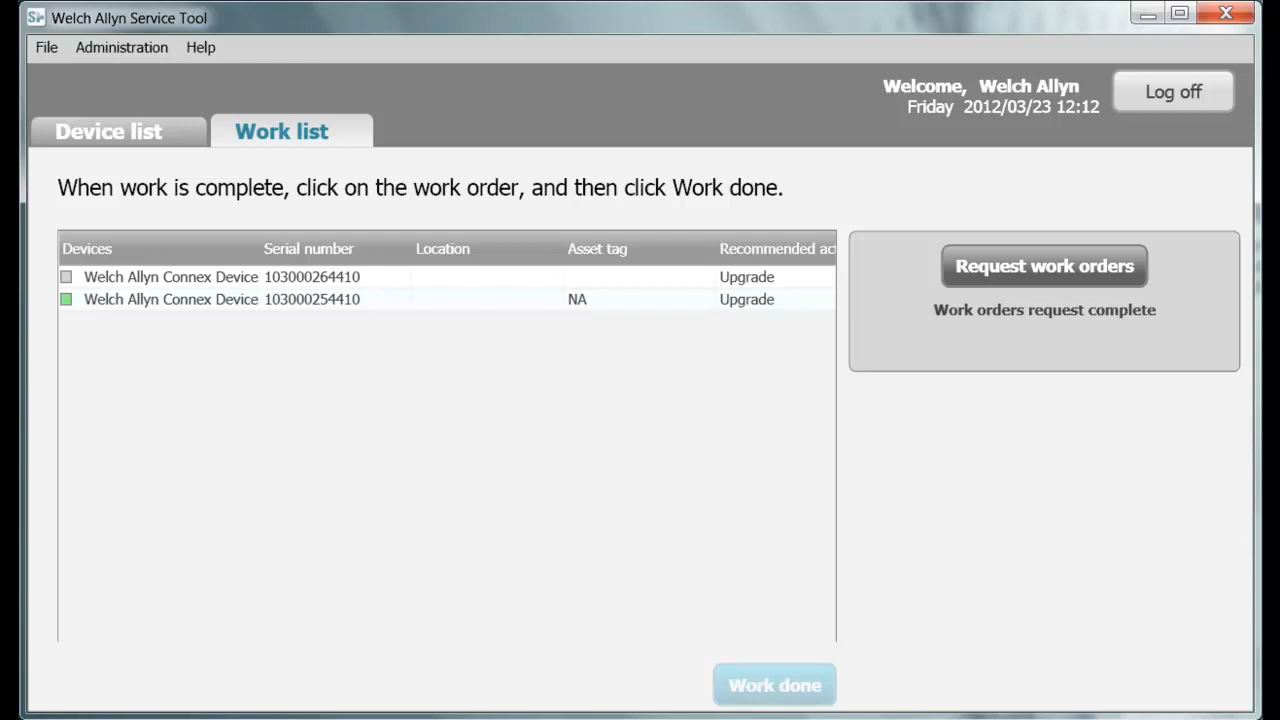 Welch Allyn Service Tool
File Administration Help
Welcome, Welch Allyn
Friday 2012/03/23 12:12
Log off
Device list
Work list
When work is complete, click on the work order, and then click Work done.
Devices Serial number Location Asset tag Recommended act
Welch Allyn Connex Device 103000264410 Upgrade
Welch Allyn Connex Device 103000254410 NA Upgrade
Request work orders
Work orders request complete
Work done